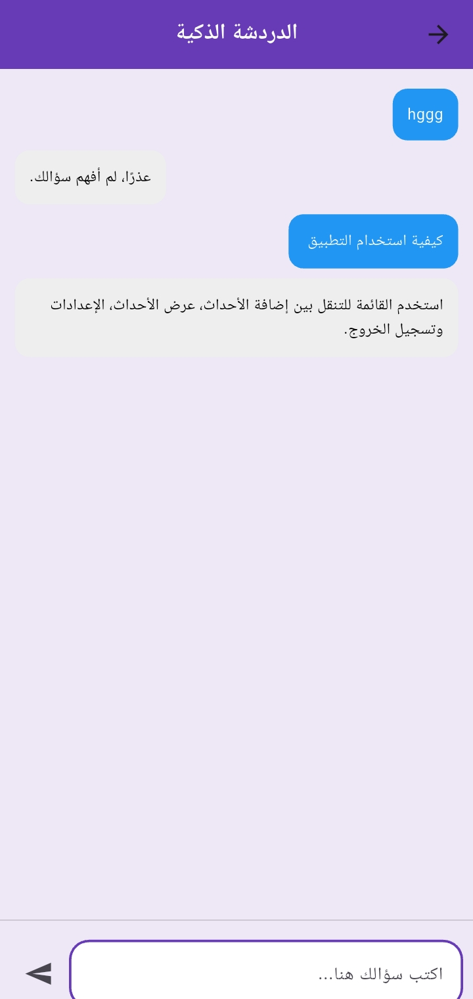 الدردشة الذكية
hggg
عذرًا، لم أفهم سؤالك.
كيفية استخدام التطبيق
استخدم القائمة للتنقل بين إضافة الأحداث، عرض الأحداث، الإعدادات
وتسجيل الخروج.
اكتب سؤالك هنا...